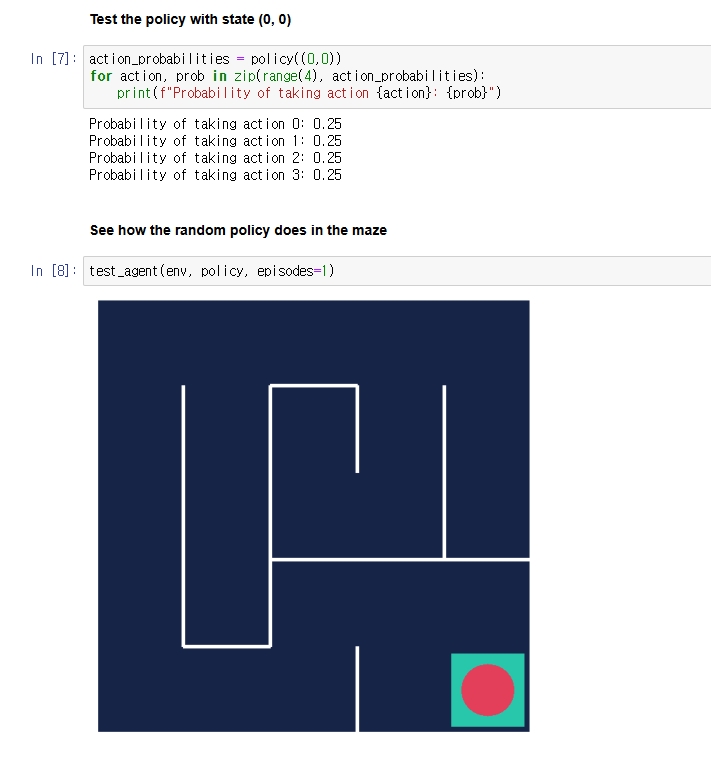 Test the policy with state (0, 0)
In [7]: action_probabilities = policy((0,0))
for action, prob in zip(range(4), action_probabilities):
    print(f"Probability of taking action {action}: {prob}")
Probability of taking action 0: 0.25
Probability of taking action 1: 0.25
Probability of taking action 2: 0.25
Probability of taking action 3: 0.25
See how the random policy does in the maze
In [8]: test_agent(env, policy, episodes=1)